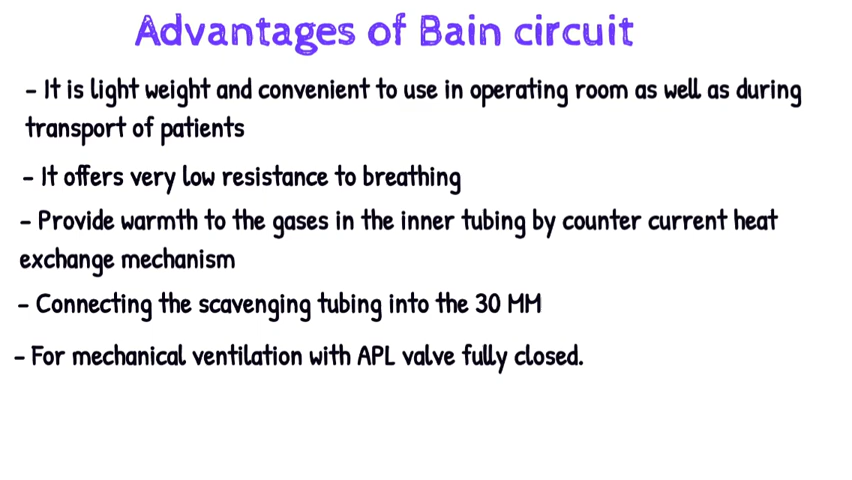 Advantages of Bain circuit
- It is light weight and convenient to use in operating room as well as during
transport of patients
- It offers very low resistance to breathing
- Provide warmth to the gases in the inner tubing by counter current heat
exchange mechanism
- Connecting the scavenging tubing into the 30 MM
- For mechanical ventilation with APL valve fully closed.